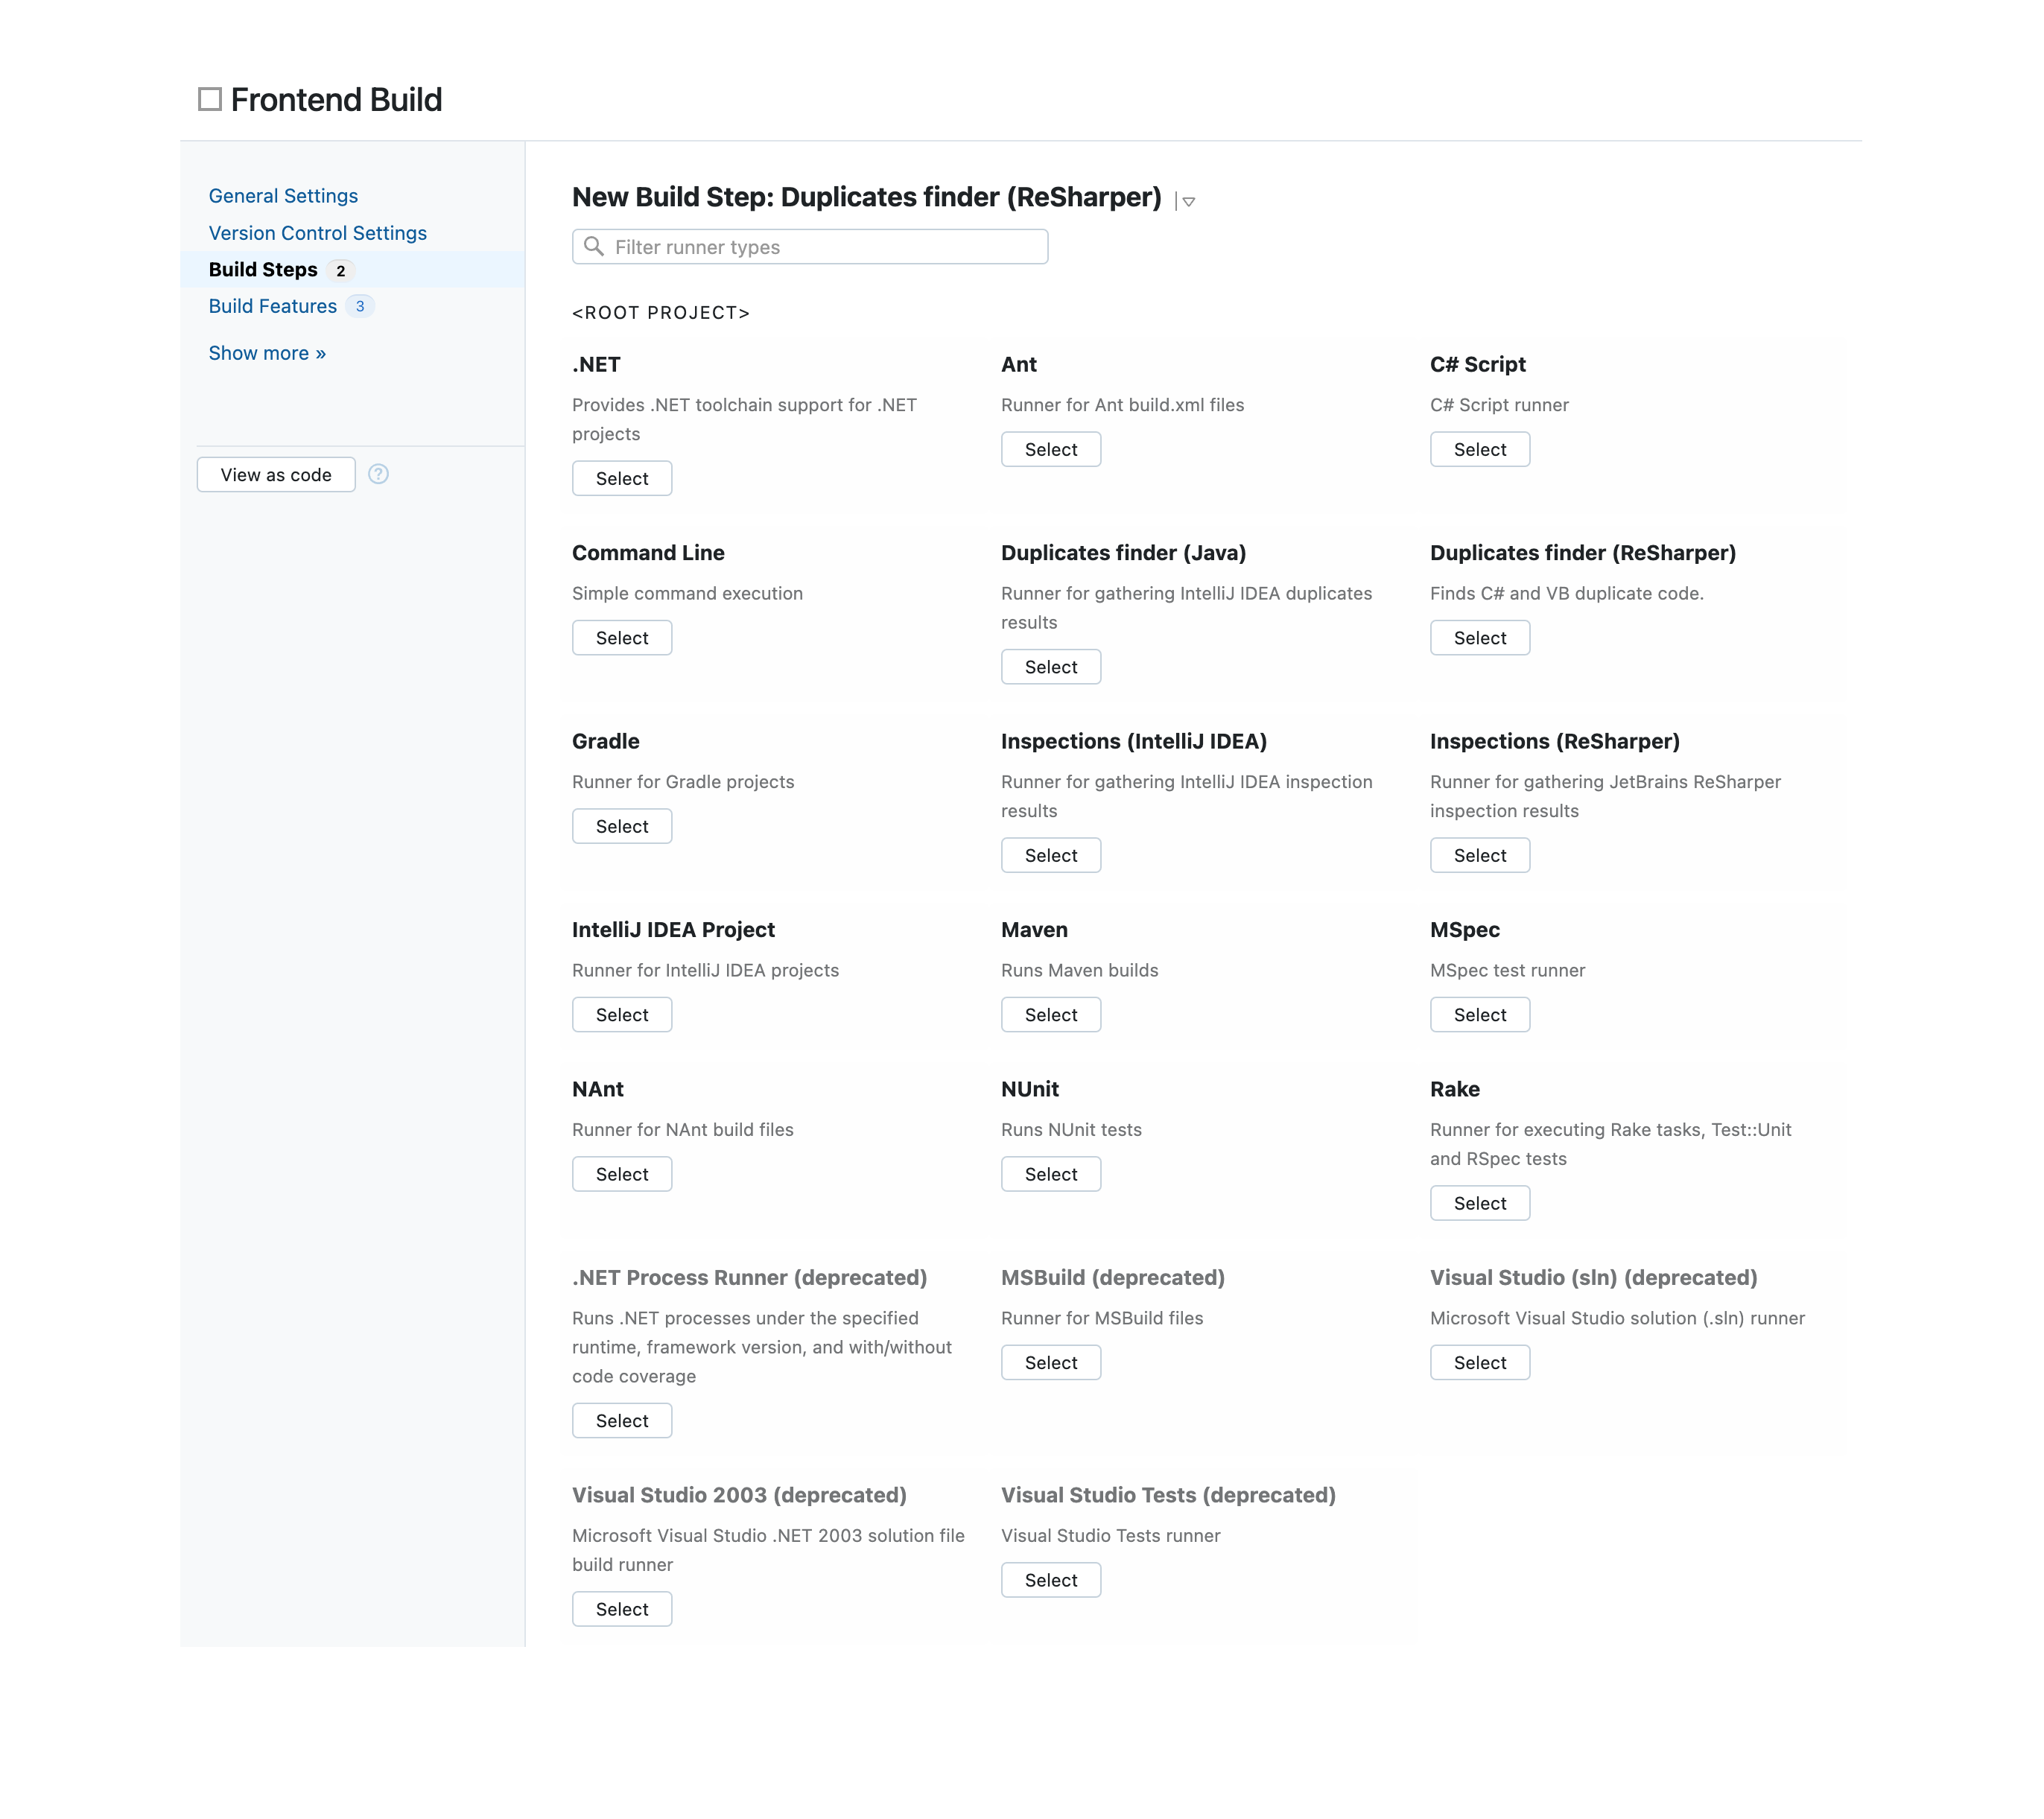 Frontend Build
General Settings
Version Control Settings
Build Steps 2
Build Features 3
Show more »
View as code ?
New Build Step: Duplicates finder (ReSharper)
Filter runner types
<ROOT PROJECT>
.NET
Provides .NET toolchain support for .NET
projects
Select
Ant
Runner for Ant build.xml files
Select
C# Script
C# Script runner
Select
Command Line
Simple command execution
Select
Duplicates finder (Java)
Runner for gathering IntelliJ IDEA duplicates
results
Select
Duplicates finder (ReSharper)
Finds C# and VB duplicate code.
Select
Gradle
Runner for Gradle projects
Select
Inspections (IntelliJ IDEA)
Runner for gathering IntelliJ IDEA inspection
results
Select
Inspections (ReSharper)
Runner for gathering JetBrains ReSharper
inspection results
Select
IntelliJ IDEA Project
Runner for IntelliJ IDEA projects
Select
Maven
Runs Maven builds
Select
MSpec
MSpec test runner
Select
NAnt
Runner for NAnt build files
Select
NUnit
Runs NUnit tests
Select
Rake
Runner for executing Rake tasks, Test::Unit
and RSpec tests
Select
.NET Process Runner (deprecated)
Runs .NET processes under the specified
runtime, framework version, and with/without
code coverage
Select
MSBuild (deprecated)
Runner for MSBuild files
Select
Visual Studio (sln) (deprecated)
Microsoft Visual Studio solution (.sln) runner
Select
Visual Studio 2003 (deprecated)
Microsoft Visual Studio .NET 2003 solution file
build runner
Select
Visual Studio Tests (deprecated)
Visual Studio Tests runner
Select